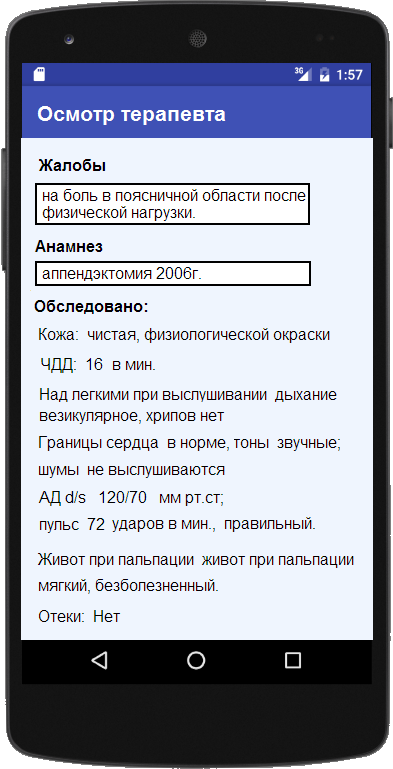 3G 1:57
Осмотр терапевта
Жалобы
на боль в поясничной области после
физической нагрузки.
Анамнез
аппендэктомия 2006г.
Обследовано:
Кожа: чистая, физиологической окраски
ЧДД: 16 в мин.
Над легкими при выслушивании дыхание
везикулярное, хрипов нет
Границы сердца в норме, тоны звучные;
шумы не выслушиваются
АД d/s 120/70 мм рт.ст;
пульс 72 ударов в мин., правильный.
Живот при пальпации живот при пальпации
мягкий, безболезненный.
Отеки: Нет